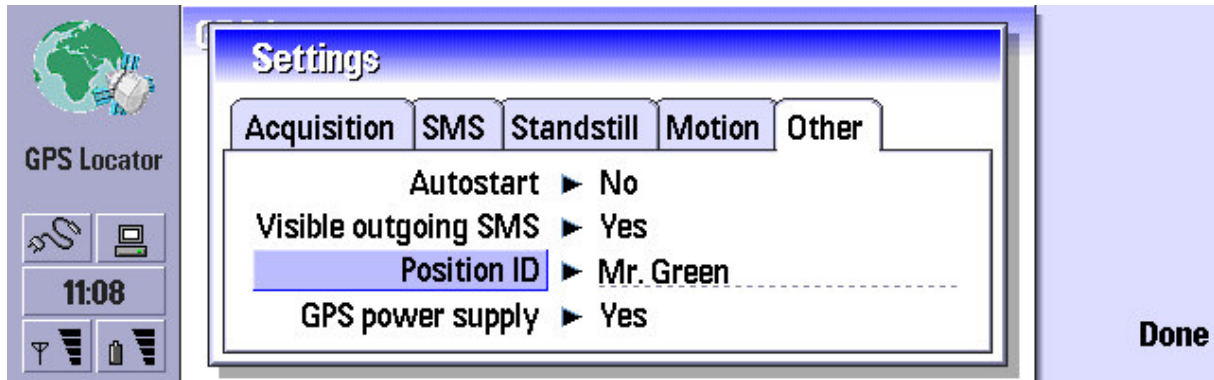 Settings
Acquisition SMS Standstill Motion Other
GPS Locator
Autostart No
Visible outgoing SMS Yes
Position ID Mr. Green
GPS power supply Yes
11:08
Done